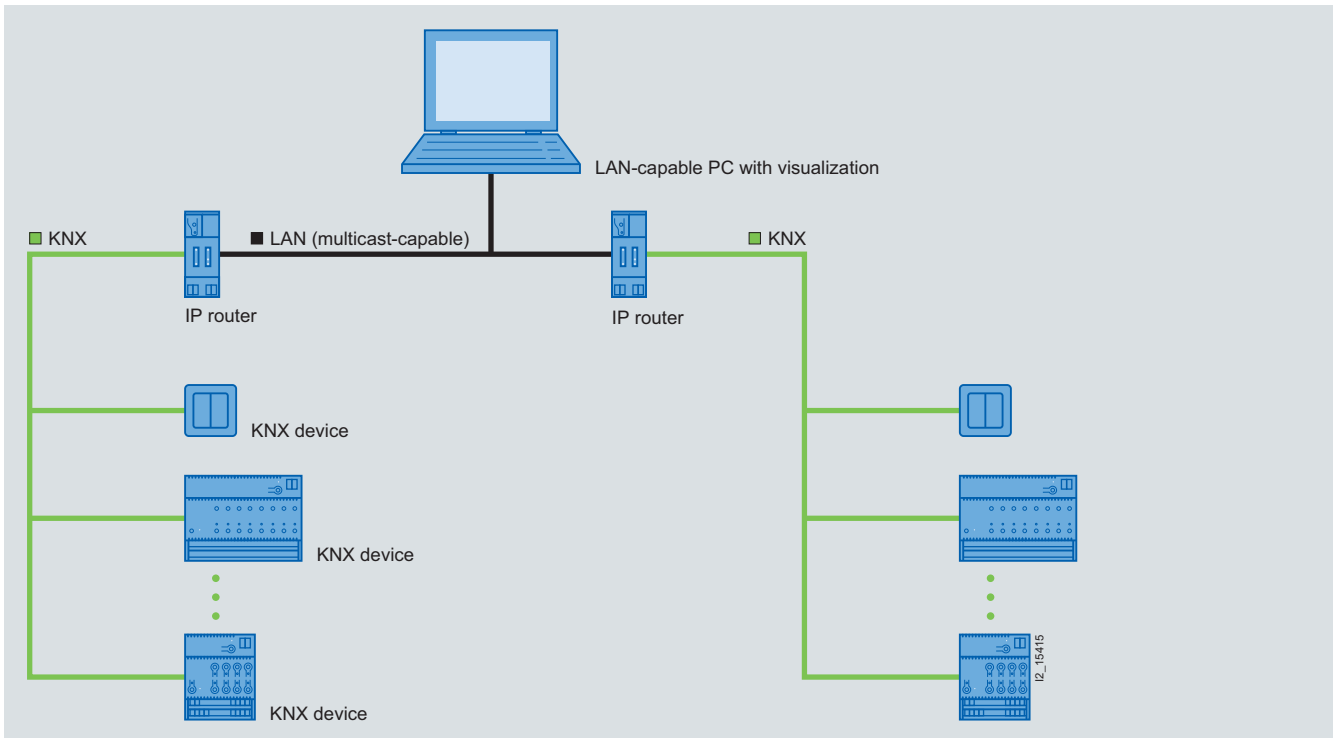 LAN-capable PC with visualization
KNX
LAN (multicast-capable)
KNX
IP router
IP router
KNX device
KNX device
I2_15415
KNX device